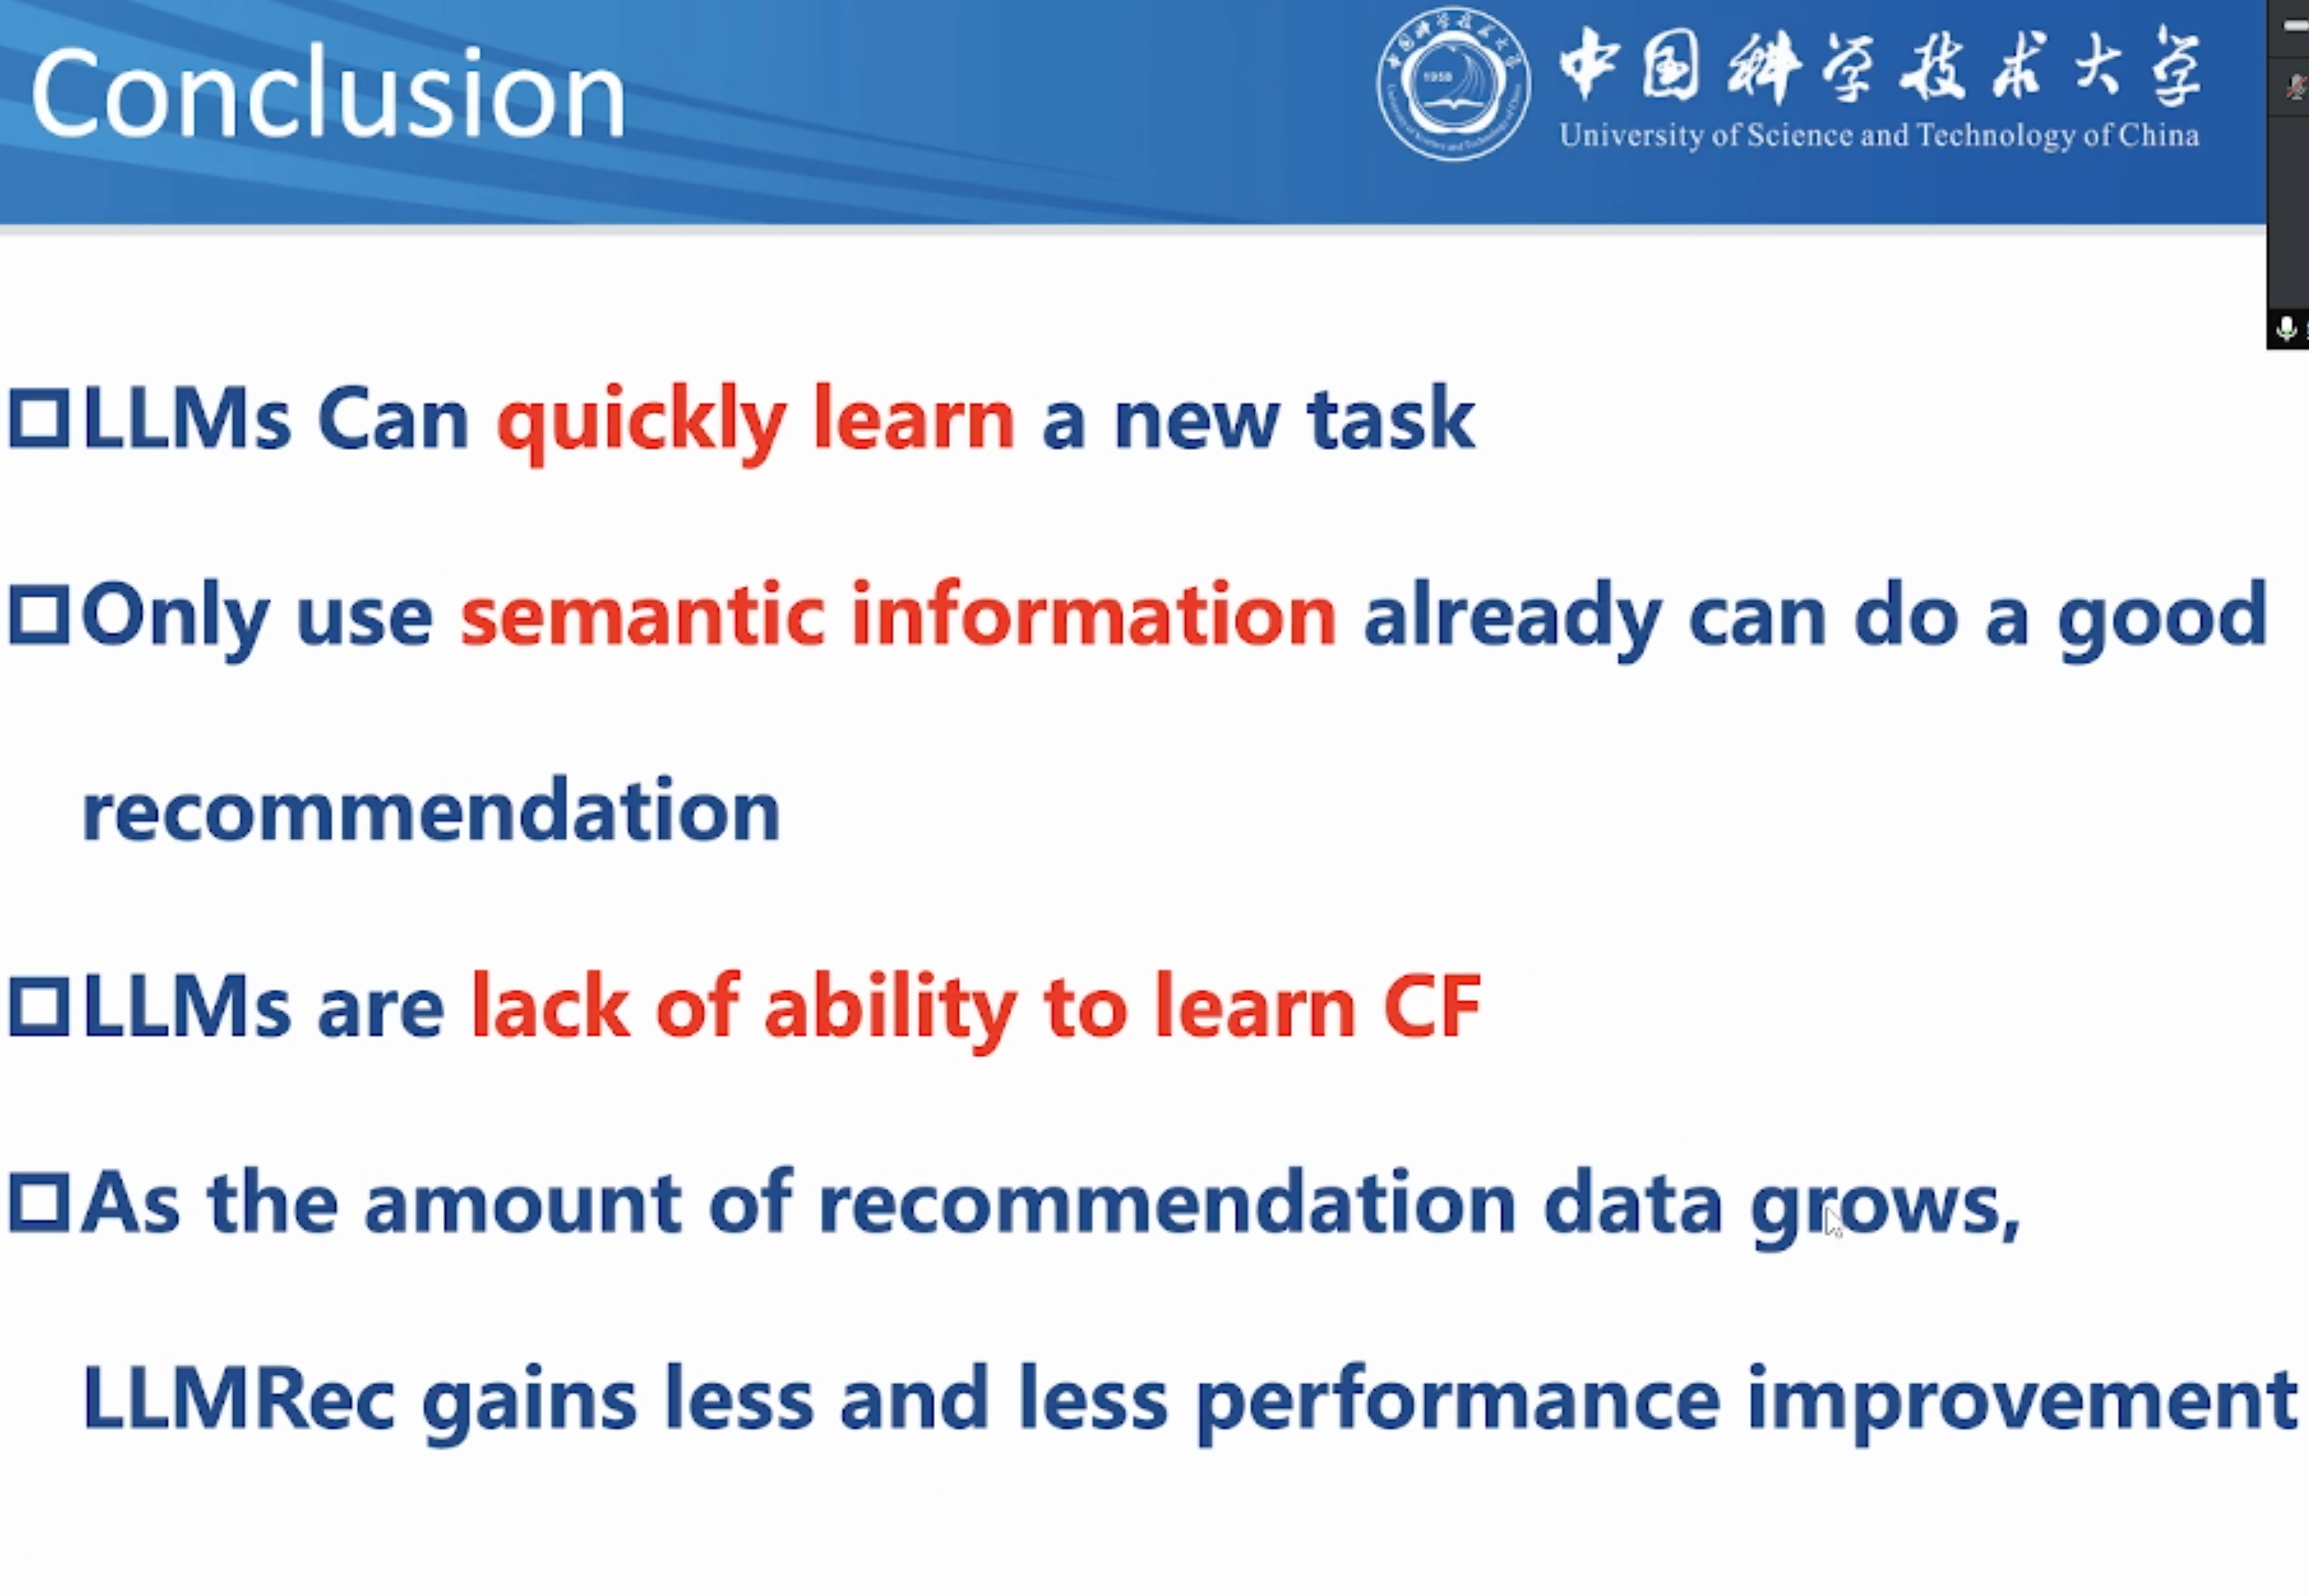 Conclusion
1958
中国科学技术大学
University of Science and Technology of China
LLMs Can quickly learn a new task
Only use semantic information already can do a good
recommendation
LLMs are lack of ability to learn CF
As the amount of recommendation data grows,
LLMRec gains less and less performance improvement